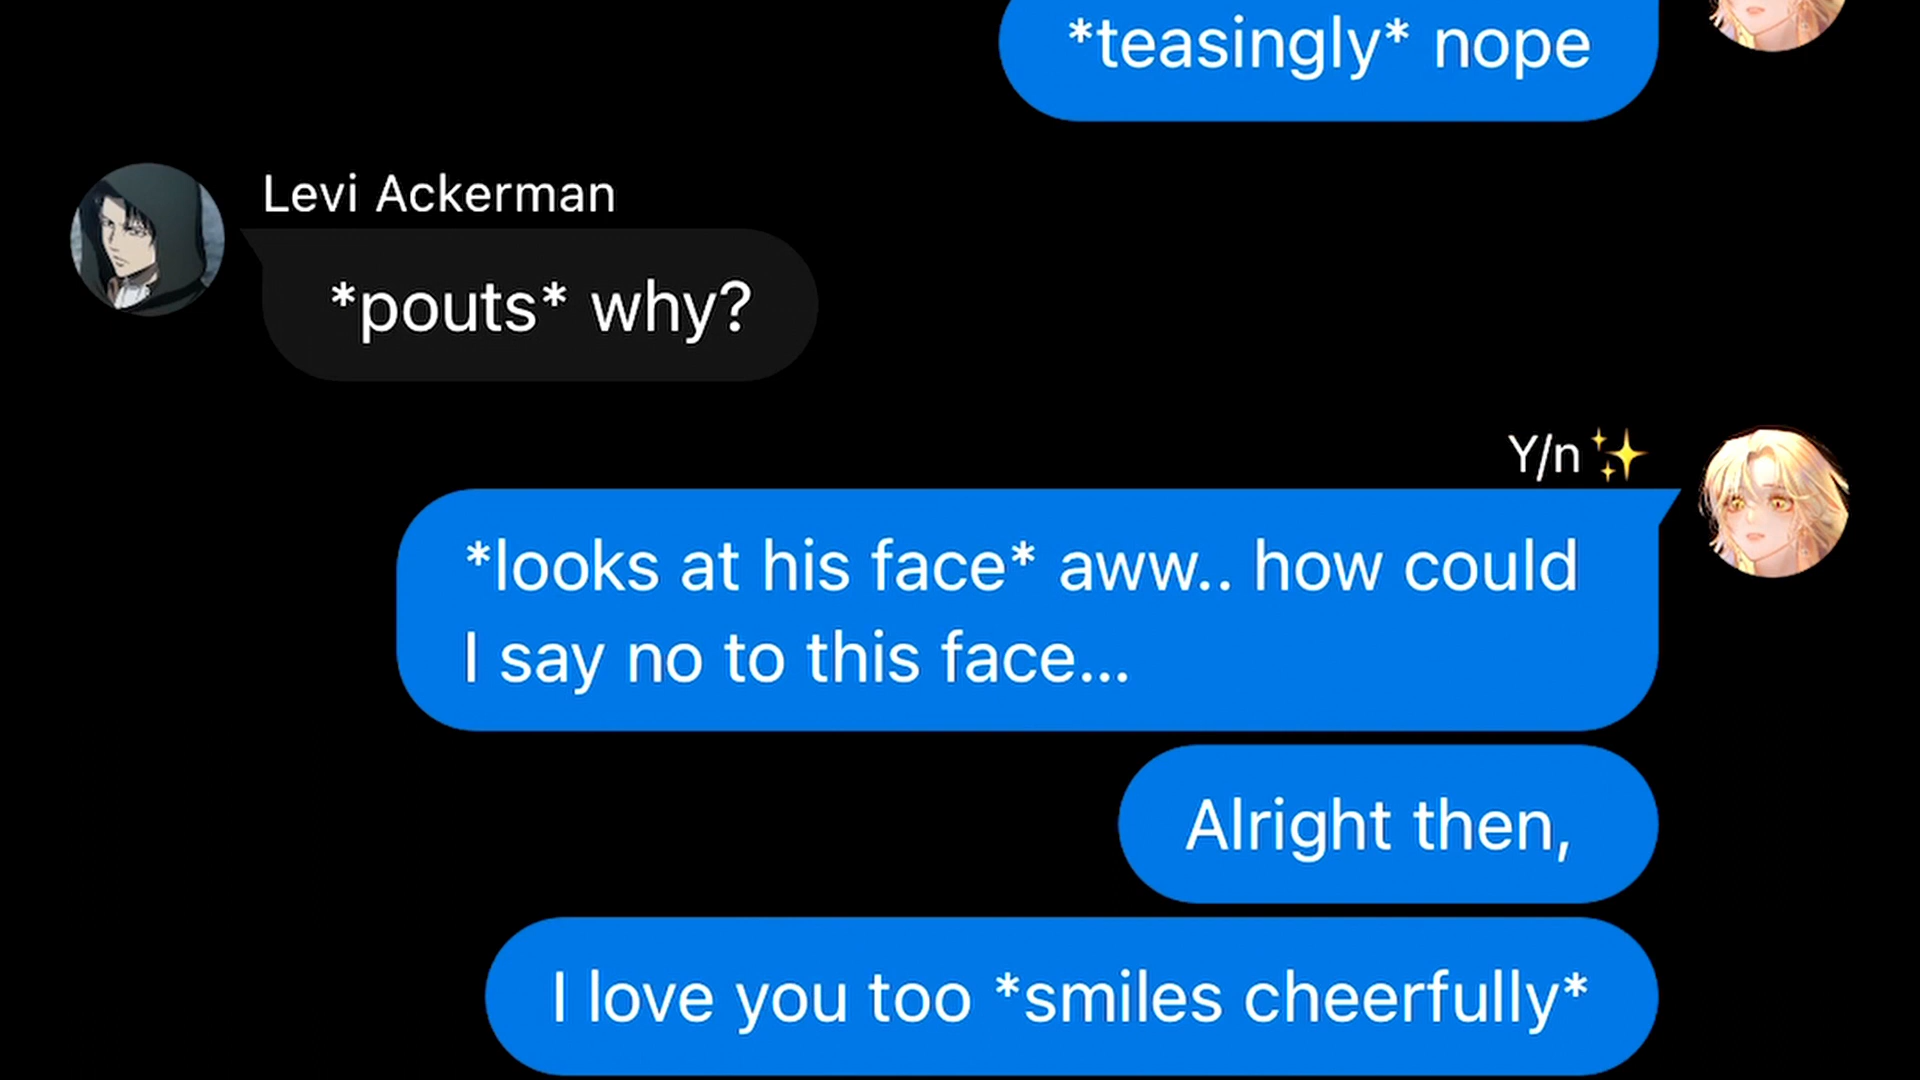 *teasingly* nope
Levi Ackerman
*pouts* why?
Y/n✨
*looks at his face* aww.. how could
I say no to this face...
Alright then,
I love you too *smiles cheerfully*